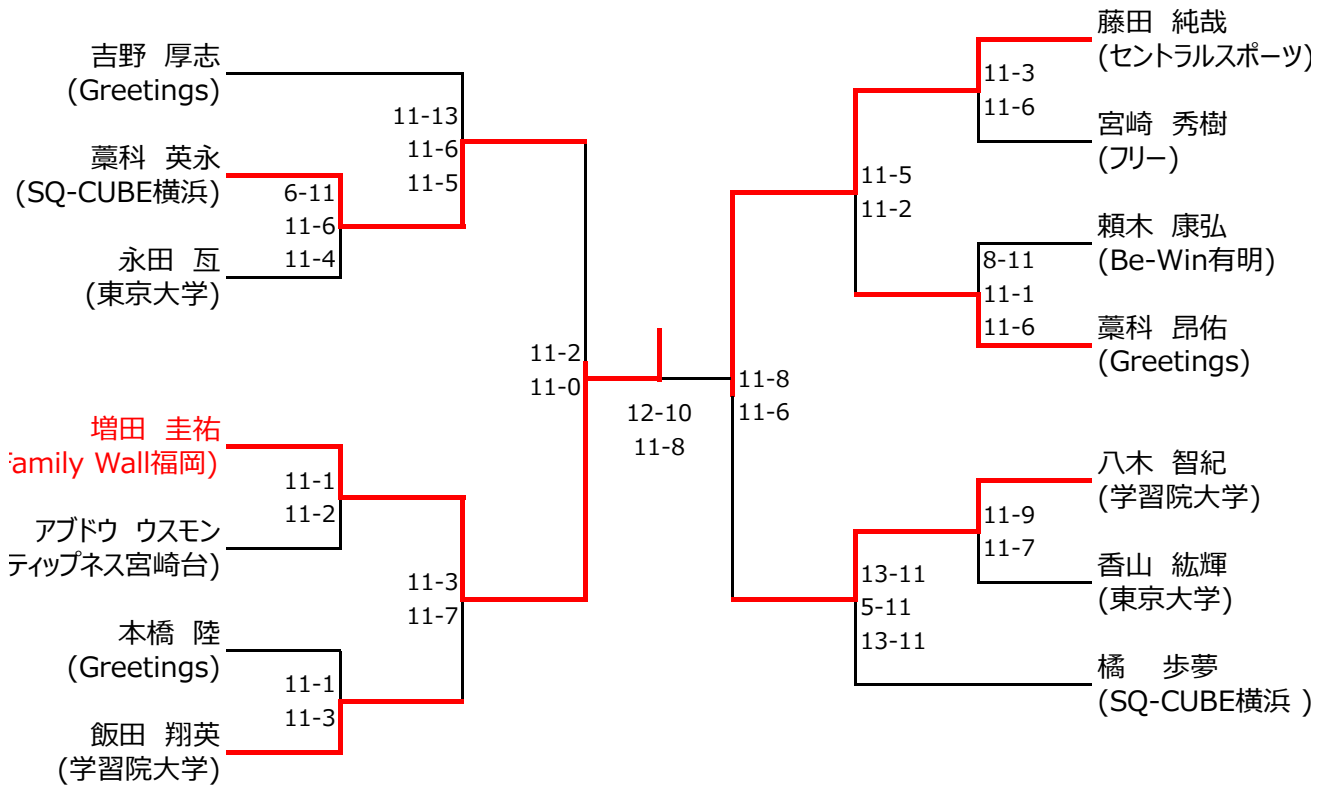 吉野 厚志
(Greetings)
藁科 英永
(SQ-CUBE横浜)
永田 亙
(東京大学)
11-13
11-6
11-5
6-11
11-6
11-4
増田 圭祐
Family Wall福岡)
アブドウ ウスモン
ティップネス宮崎台)
本橋 陸
(Greetings)
飯田 翔英
(学習院大学)
11-1
11-2
11-1
11-3
11-3
11-7
11-2
11-0
12-10
11-8
藤田 純哉
(セントラルスポーツ)
宮崎 秀樹
(フリー)
頼木 康弘
(Be-Win有明)
藁科 昂佑
(Greetings)
11-3
11-6
11-5
11-2
8-11
11-1
11-6
11-8
11-6
八木 智紀
(学習院大学)
香山 紘輝
(東京大学)
橘 歩夢
(SQ-CUBE横浜 )
11-9
11-7
13-11
5-11
13-11